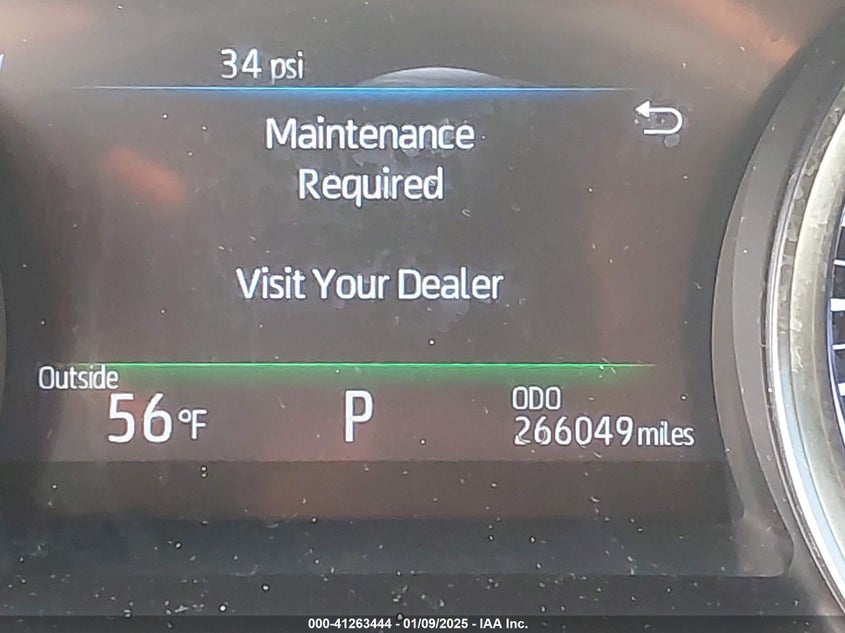 34 psi
Maintenance
Required
Visit Your Dealer
Outside
56°F
P
ODO
266049 miles
000-41263444 - 01/09/2025 - IAA Inc.